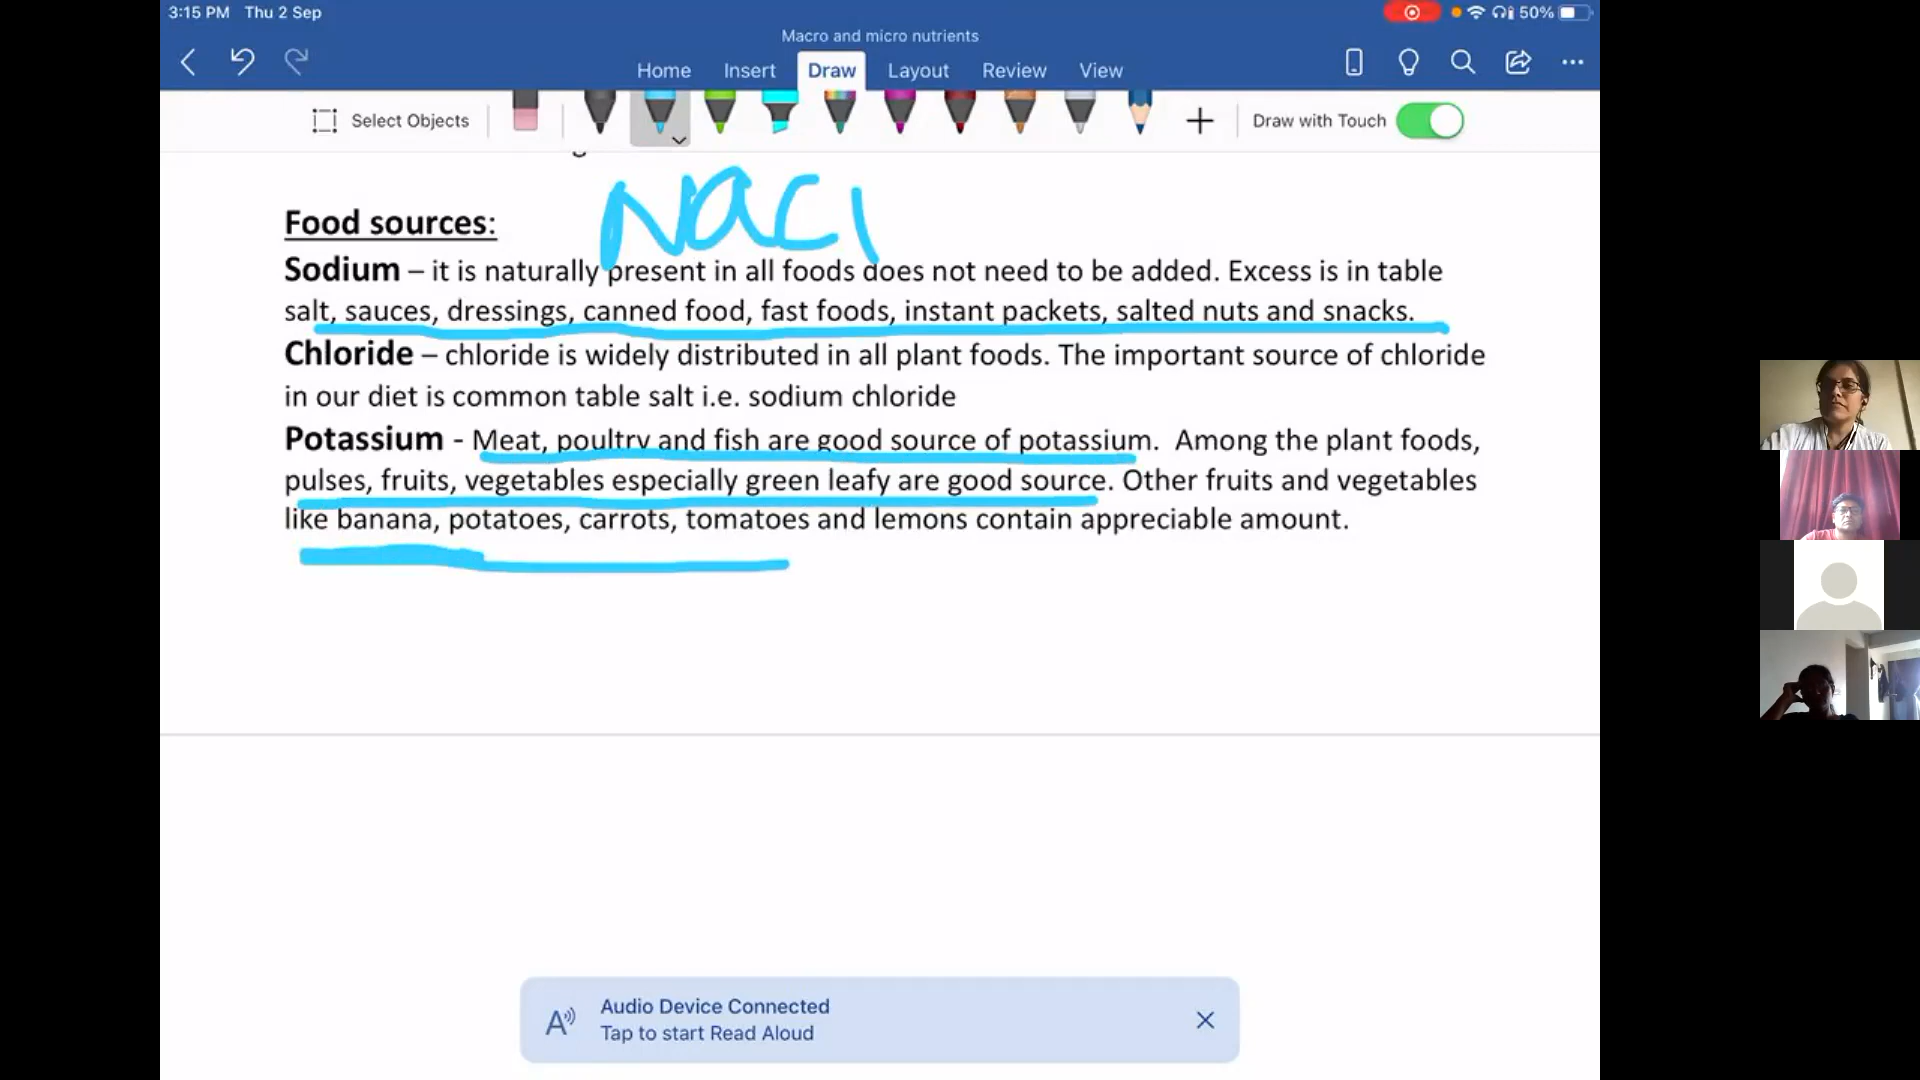 3:15 PM Thu 2 Sep
50%
Macro and micro nutrients
Home Insert Draw Layout Review View
Select Objects
Draw with Touch
NaCl
Food sources:
Sodium – it is naturally present in all foods does not need to be added. Excess is in table
salt, sauces, dressings, canned food, fast foods, instant packets, salted nuts and snacks.
Chloride – chloride is widely distributed in all plant foods. The important source of chloride
in our diet is common table salt i.e. sodium chloride
Potassium - Meat, poultry and fish are good source of potassium. Among the plant foods,
pulses, fruits, vegetables especially green leafy are good source. Other fruits and vegetables
like banana, potatoes, carrots, tomatoes and lemons contain appreciable amount.
Audio Device Connected
Tap to start Read Aloud